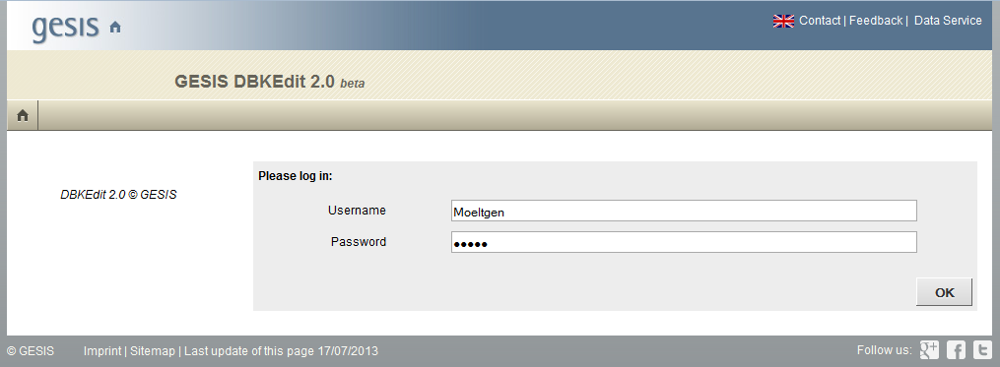 gesis
Contact | Feedback | Data Service
GESIS DBKEdit 2.0 beta
DBKEdit 2.0 © GESIS
Please log in:
Username Moeltgen
Password •••••
OK
© GESIS Imprint | Sitemap | Last update of this page 17/07/2013 Follow us: